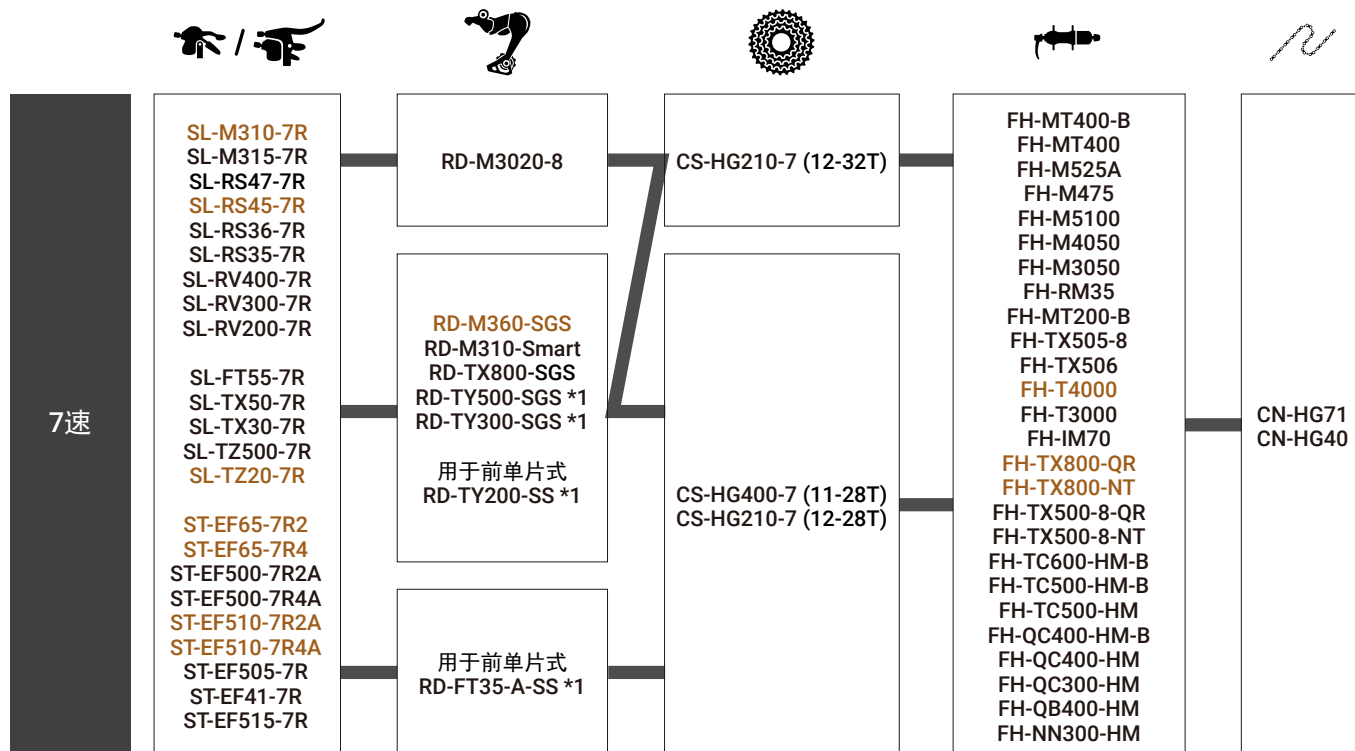 7速
SL-M310-7R
SL-M315-7R
SL-RS47-7R
SL-RS45-7R
SL-RS36-7R
SL-RS35-7R
SL-RV400-7R
SL-RV300-7R
SL-RV200-7R
SL-FT55-7R
SL-TX50-7R
SL-TX30-7R
SL-TZ500-7R
SL-TZ20-7R
ST-EF65-7R2
ST-EF65-7R4
ST-EF500-7R2A
ST-EF500-7R4A
ST-EF510-7R2A
ST-EF510-7R4A
ST-EF505-7R
ST-EF41-7R
ST-EF515-7R
RD-M3020-8
RD-M360-SGS
RD-M310-Smart
RD-TX800-SGS
RD-TY500-SGS *1
RD-TY300-SGS *1
用于前单片式
RD-TY200-SS *1
用于前单片式
RD-FT35-A-SS *1
CS-HG210-7 (12-32T)
CS-HG400-7 (11-28T)
CS-HG210-7 (12-28T)
FH-MT400-B
FH-MT400
FH-M525A
FH-M475
FH-M5100
FH-M4050
FH-M3050
FH-RM35
FH-MT200-B
FH-TX505-8
FH-TX506
FH-T4000
FH-T3000
FH-IM70
FH-TX800-QR
FH-TX800-NT
FH-TX500-8-QR
FH-TX500-8-NT
FH-TC600-HM-B
FH-TC500-HM-B
FH-TC500-HM
FH-QC400-HM-B
FH-QC400-HM
FH-QC300-HM
FH-QB400-HM
FH-NN300-HM
CN-HG71
CN-HG40